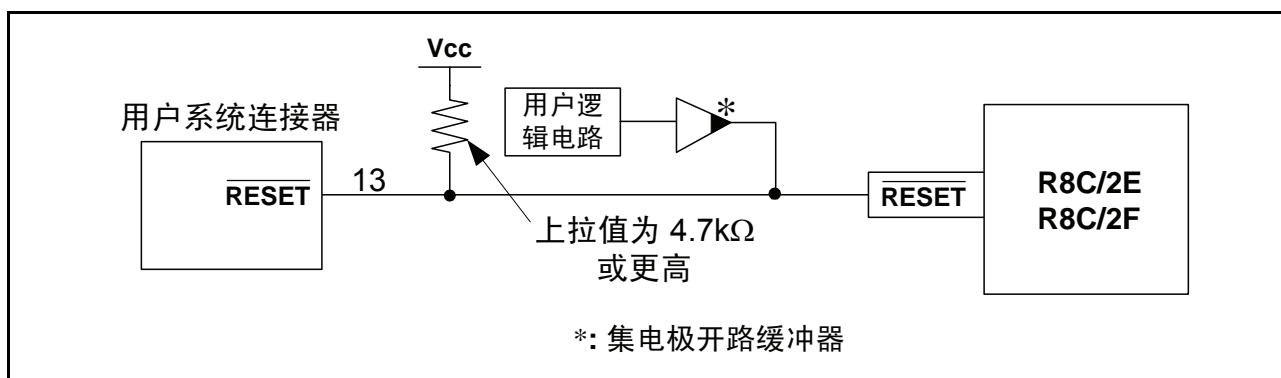 Vcc
用户系统连接器
RESET
13
用户逻
辑电路
*
RESET
R8C/2E
R8C/2F
上拉值为 4.7kΩ
或更高
*: 集电极开路缓冲器